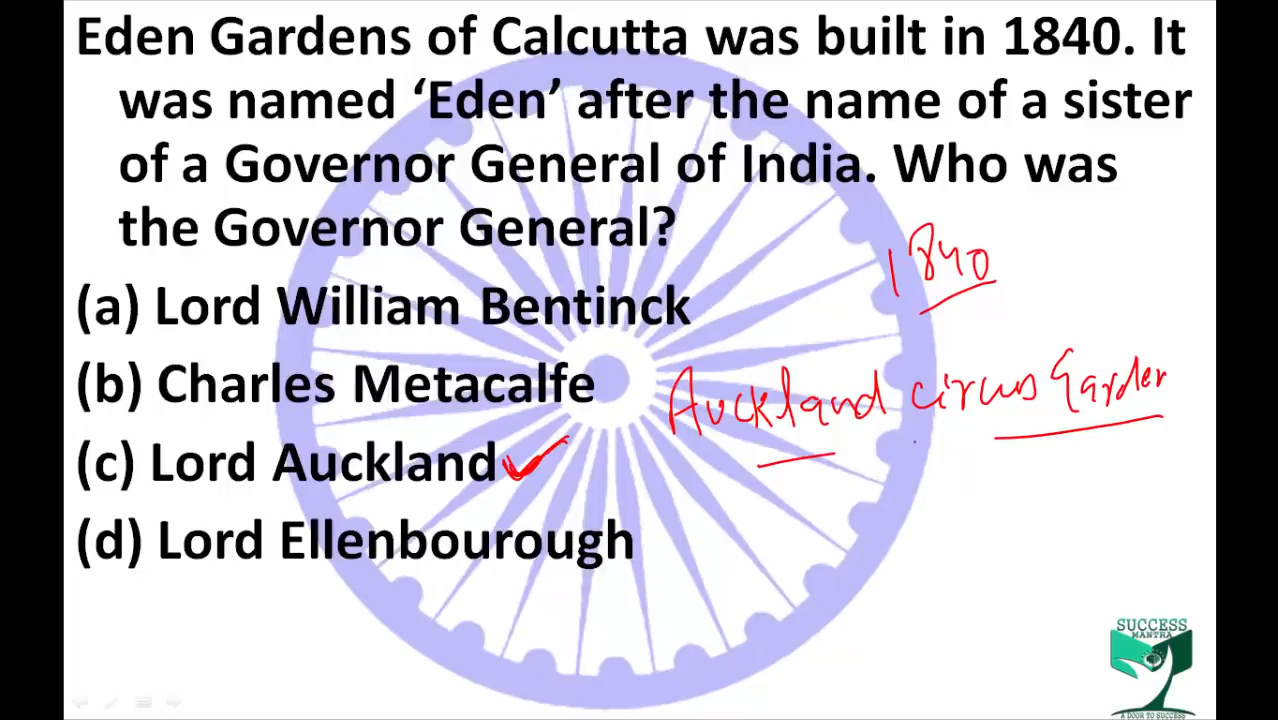 Eden Gardens of Calcutta was built in 1840. It
was named ‘Eden’ after the name of a sister
of a Governor General of India. Who was
the Governor General?
1840
(a) Lord William Bentinck
(b) Charles Metacalfe
Auckland circus Garden
(c) Lord Auckland
(d) Lord Ellenbourough
SUCCESS
MANTRA
A DOOR TO SUCCESS